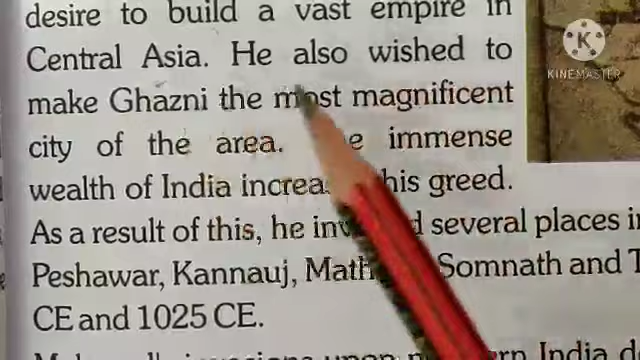 desire to build a vast empire in
Central Asia. He also wished to
make Ghazni the most magnificent
city of the area. immense
wealth of India his greed.
As a result of this, he several places
Peshawar, Kannauj, Somnath and
CE and 1025 CE.
India
K
KINEMASTER